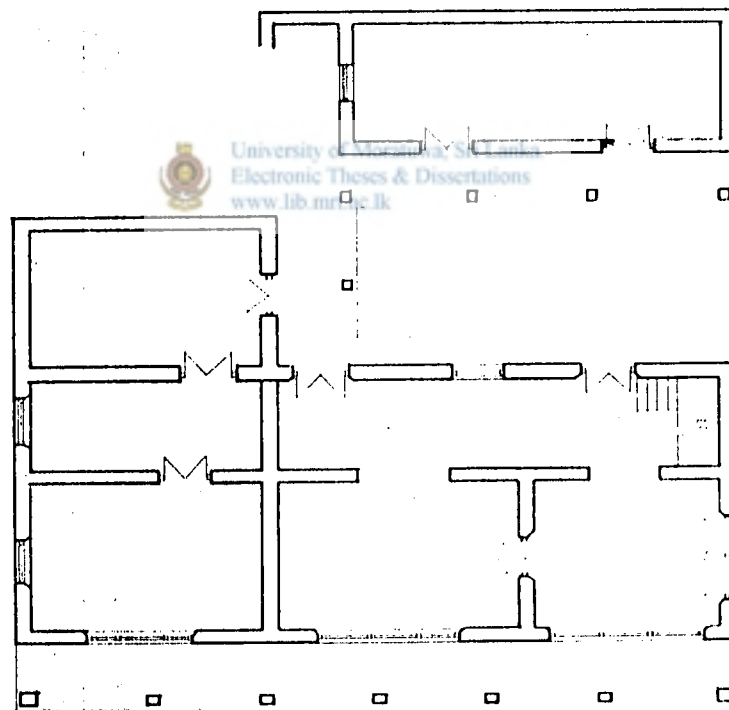 University of Moratuwa, Sri Lanka.
Electronic Theses & Dissertations
www.lib.mrt.ac.lk